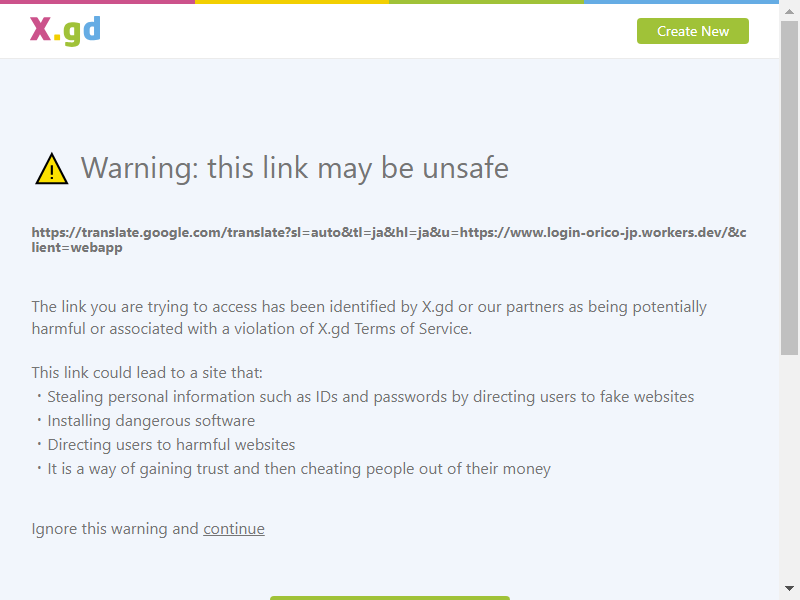 X.gd
Create New
Warning: this link may be unsafe
https://translate.google.com/translate?sl=auto&tl=ja&hl=ja&u=https://www.login-orico-jp.workers.dev/&c
lient=webapp
The link you are trying to access has been identified by X.gd or our partners as being potentially
harmful or associated with a violation of X.gd Terms of Service.
This link could lead to a site that:
・Stealing personal information such as IDs and passwords by directing users to fake websites
・Installing dangerous software
・Directing users to harmful websites
・It is a way of gaining trust and then cheating people out of their money
Ignore this warning and continue